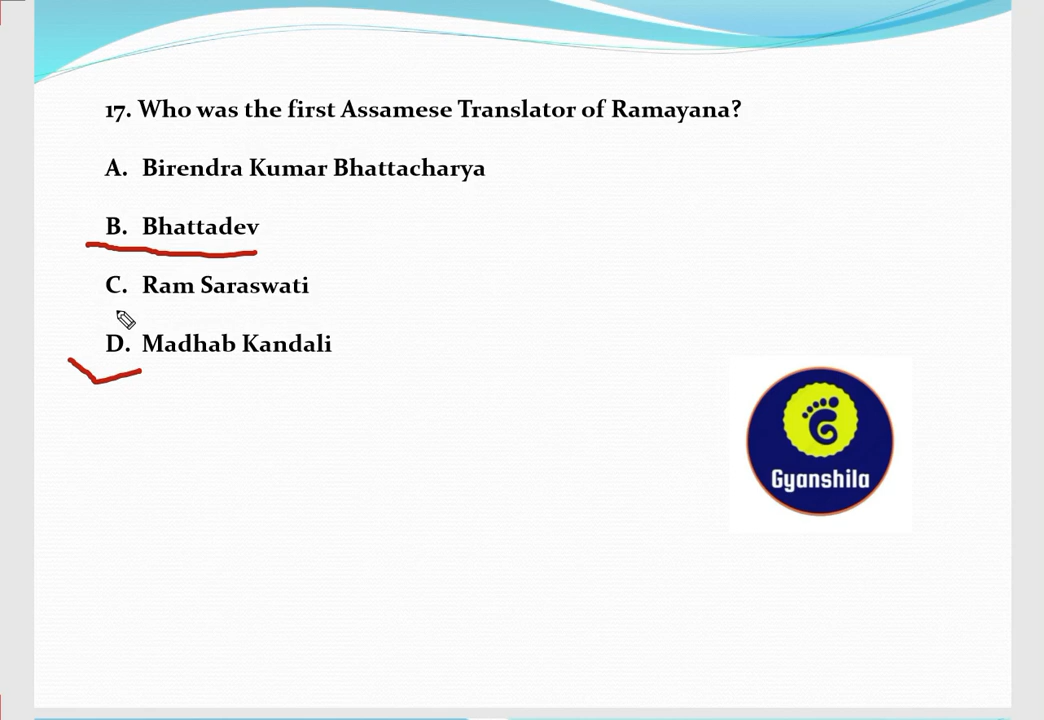 17. Who was the first Assamese Translator of Ramayana?
A. Birendra Kumar Bhattacharya
B. Bhattadev
C. Ram Saraswati
D. Madhab Kandali
Gyanshila